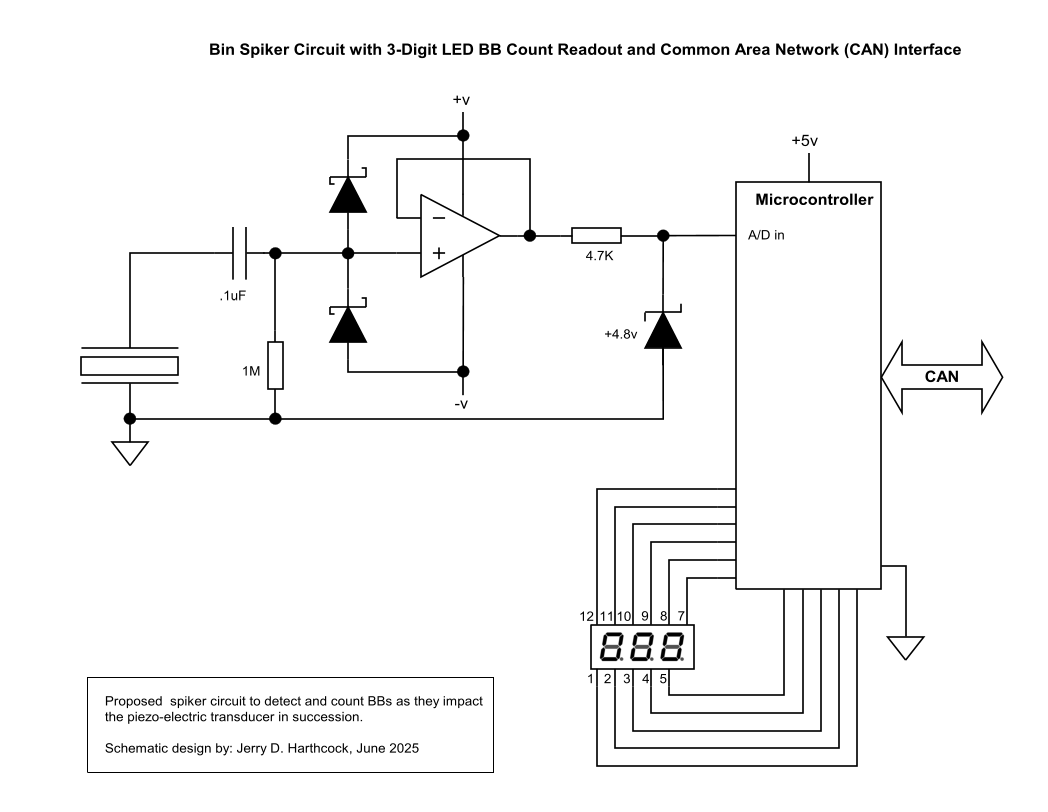 Bin Spiker Circuit with 3-Digit LED BB Count Readout and Common Area Network (CAN) Interface
+v
+5v
Microcontroller
A/D in
4.7K
.1uF
+4.8v
1M
CAN
-v
12 11 10 9 8 7
8.8.8.
1 2 3 4 5
Proposed  spiker circuit to detect and count BBs as they impact
the piezo-electric transducer in succession.
Schematic design by: Jerry D. Harthcock, June 2025